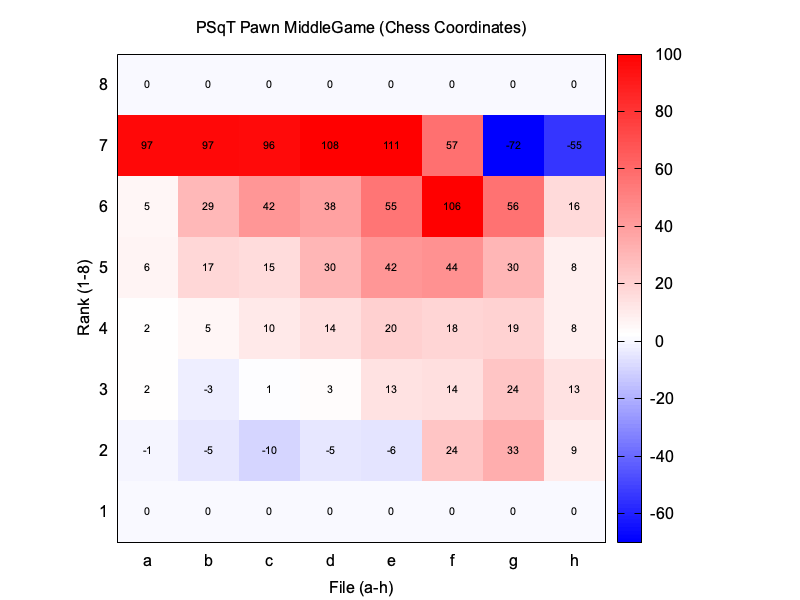 PSqT Pawn MiddleGame (Chess Coordinates)
100
8 0 0 0 0 0 0 0 0
80
7 97 97 96 108 111 57 -72 -55
60
6 5 29 42 38 55 106 56 16
40
5 6 17 15 30 42 44 30 8
20
Rank (1-8)
4 2 5 10 14 20 18 19 8
0
3 2 -3 1 3 13 14 24 13
-20
2 -1 -5 -10 -5 -6 24 33 9
-40
1 0 0 0 0 0 0 0 0
-60
a b c d e f g h
File (a-h)